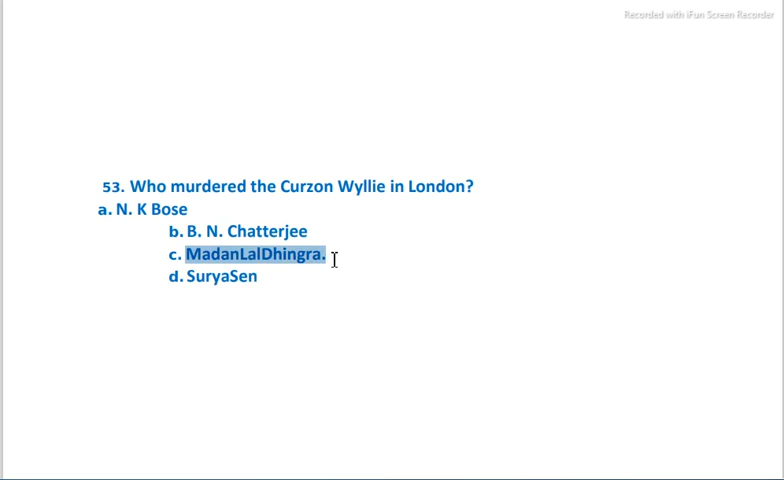 Recorded with iFun Screen Recorder
53. Who murdered the Curzon Wyllie in London?
a. N. K Bose
b. B. N. Chatterjee
c. MadanLalDhingra.
d. SuryaSen